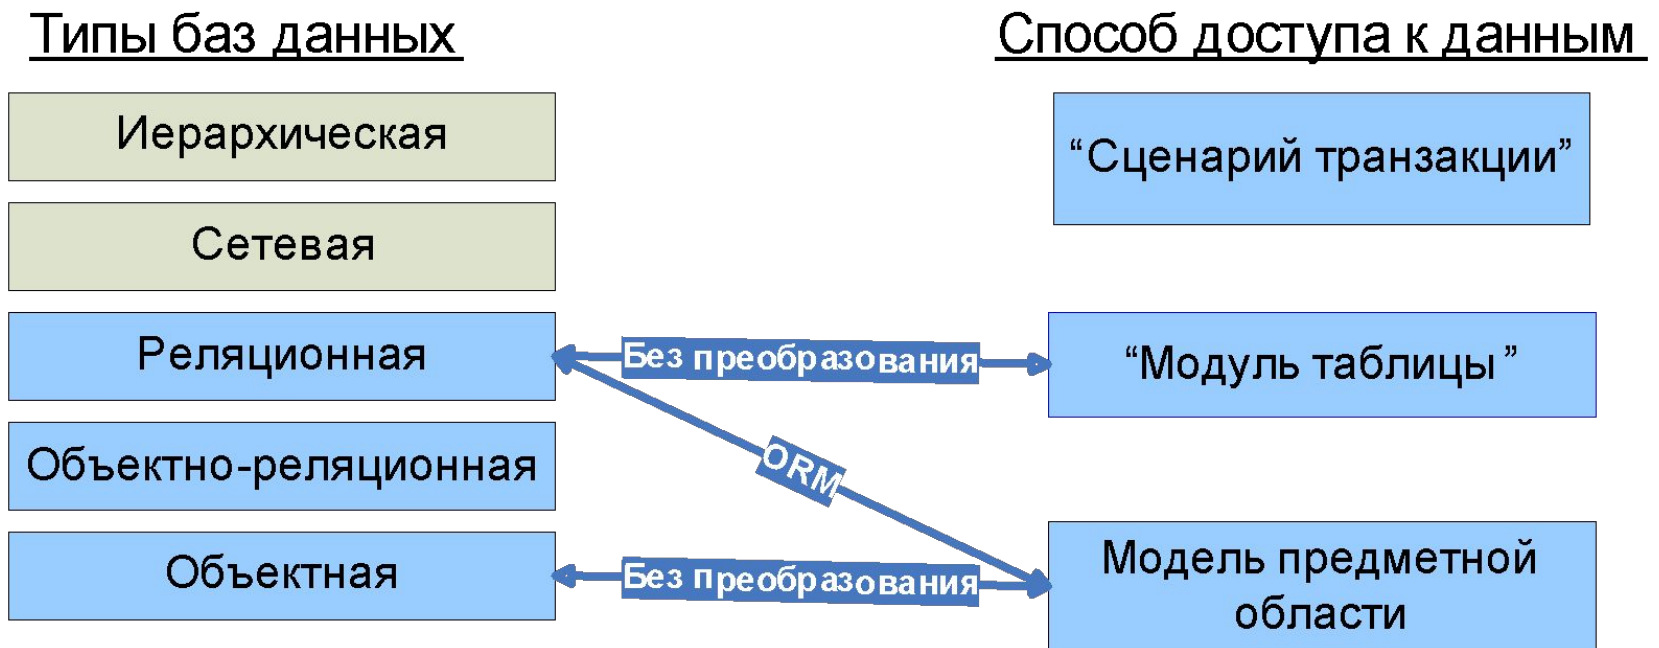 Типы баз данных
Способ доступа к данным
Иерархическая
“Сценарий транзакции”
Сетевая
Реляционная
Без преобразования
“Модуль таблицы ”
Объектно-реляционная
ORM
Объектная
Без преобразования
Модель предметной
области